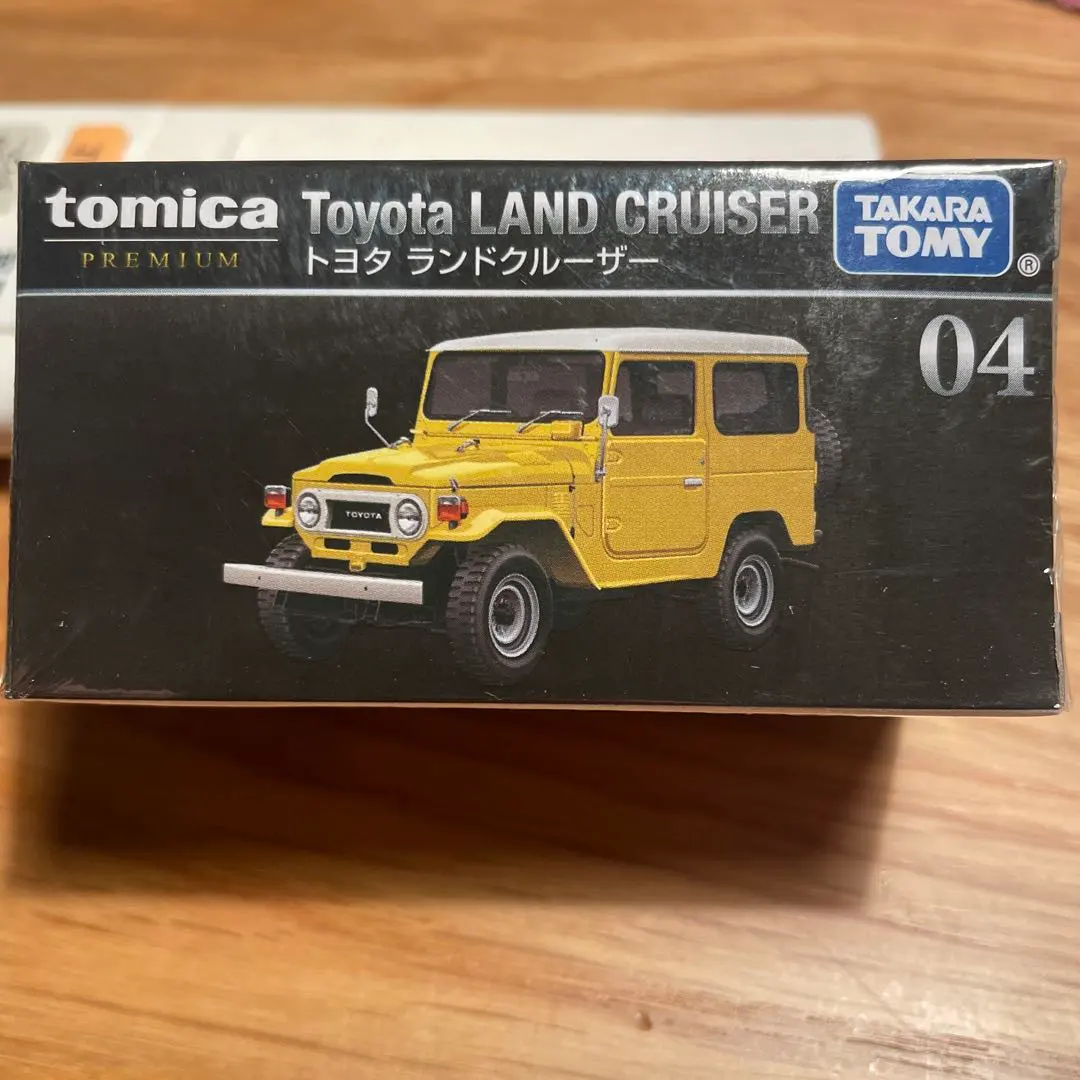 tomica
PREMIUM
Toyota LAND CRUISER
トヨタ ランドクルーザー
TAKARA
TOMY
®
04
TOYOTA